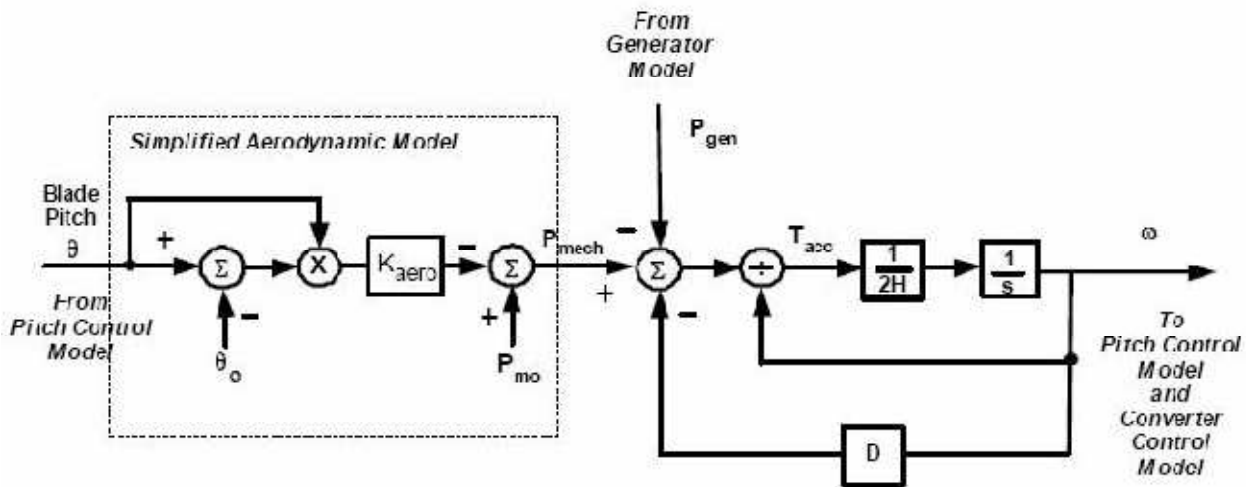 From
Generator
Model
P gen
Simplified Aerodynamic Model
Blade
Pitch
θ
+
Σ
X
K aero
−
Σ
P mech
−
Σ
÷
T acc
1
2H
1
s
ω
From
Pitch Control
Model
−
θ o
+
P mo
+
−
D
To
Pitch Control
Model
and
Converter
Control
Model